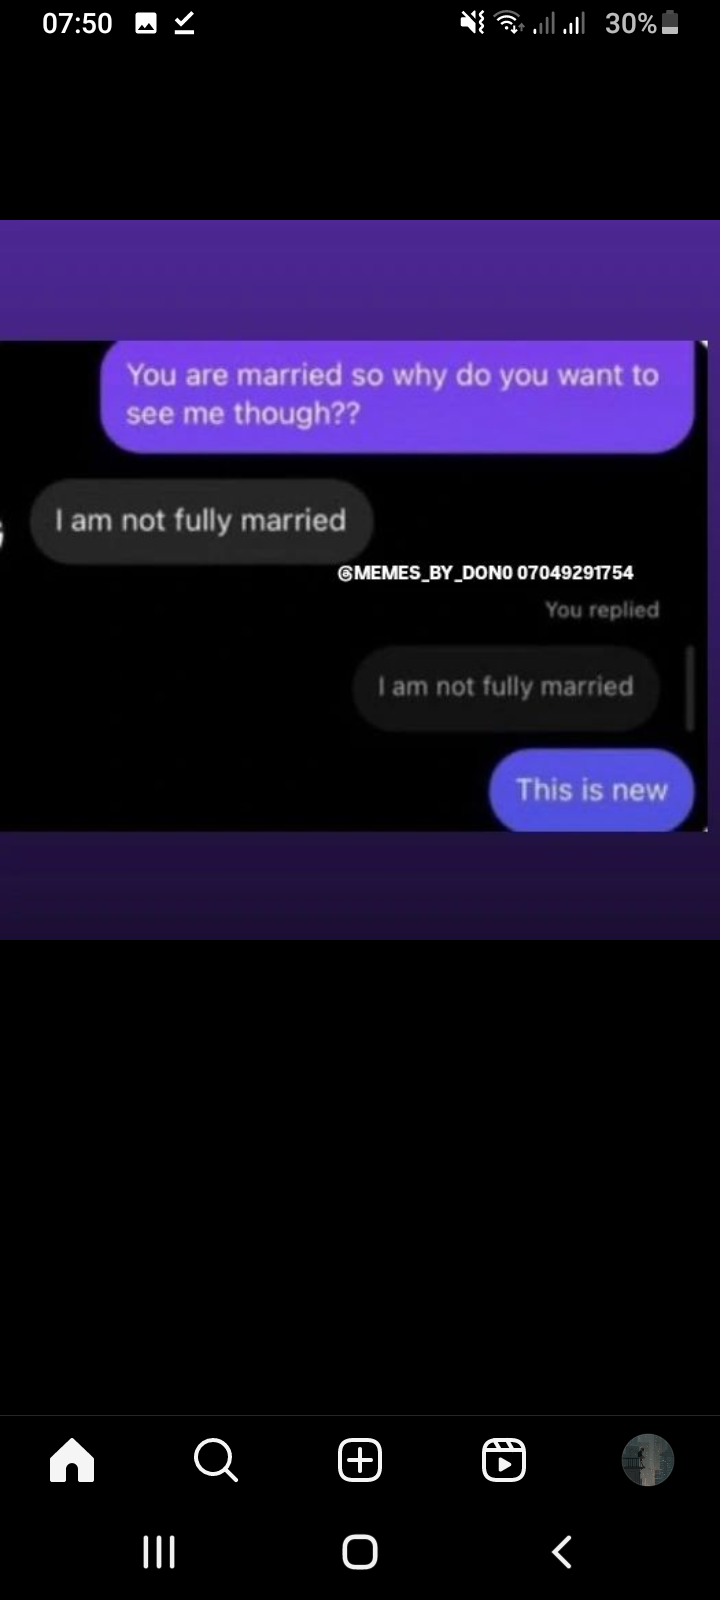 07:50
30%
You are married so why do you want to
see me though??
I am not fully married
@MEMES_BY_DON0 07049291754
You replied
I am not fully married
This is new